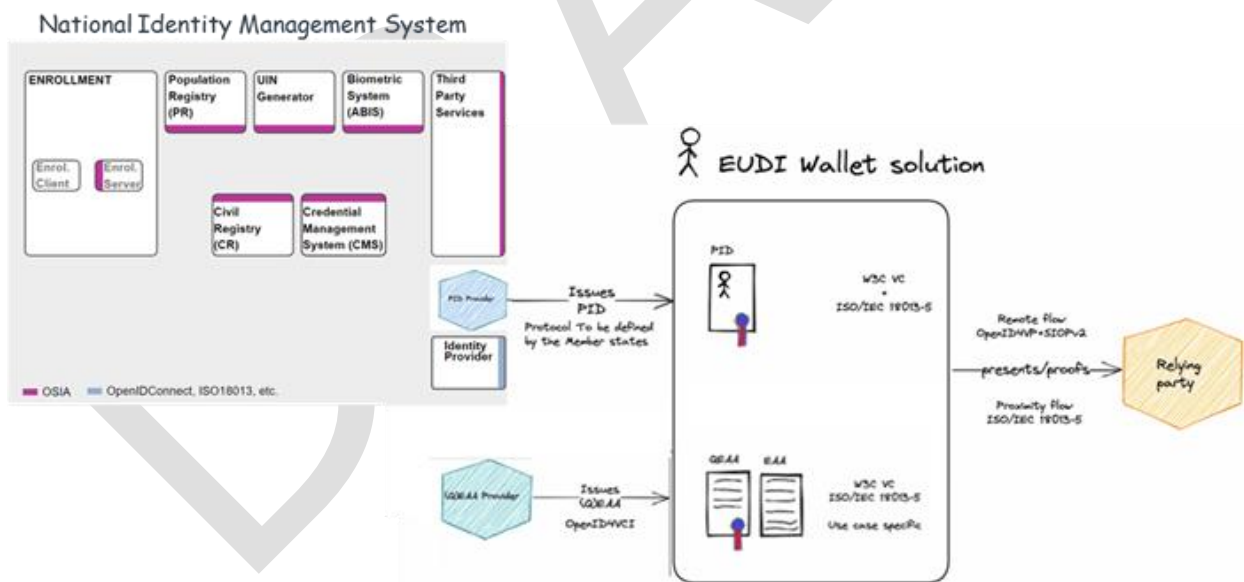 National Identity Management System
ENROLLMENT
Enrol.
Client
Enrol.
Server
Population
Registry
(PR)
UIN
Generator
Biometric
System
(ABIS)
Third
Party
Services
Civil
Registry
(CR)
Credential
Management
System (CMS)
PID Provider
Identity
Provider
OSIA
OpenIDConnect, ISO18013, etc.
Issues
PID
Protocol To be defined
by the Member states
EUDI Wallet solution
PID
W3C VC
+
ISO/IEC 18013-5
Remote flow
OpenID4VP+SIOPv2
presents/proofs
Proximity flow
ISO/IEC 18013-5
Relying
party
(Q)EAA Provider
Issues
(Q)EAA
OpenID4VCI
QEAA
EAA
W3C VC
ISO/IEC 18013-5
Use case specific